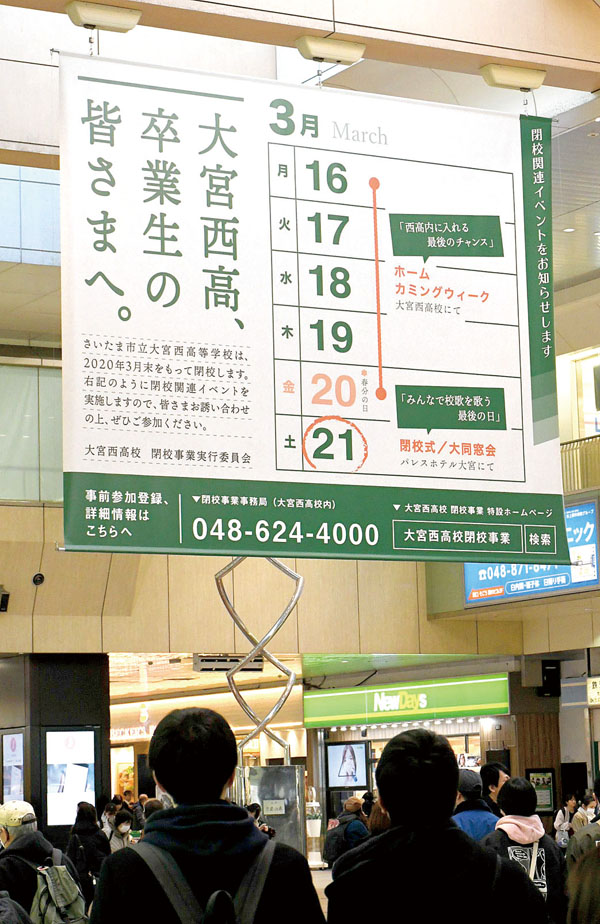 大宮西高、
卒業生の
皆さまへ。
さいたま市立大宮西高等学校は、
2020年3月末をもって閉校します。
右記のように閉校関連イベントを
実施しますので、皆さまお誘い合わせ
の上、ぜひご参加ください。
大宮西高校 閉校事業実行委員会
3月 March
月 16
火 17
水 18
木 19
金 20
春分の日
土 21
「西高内に入れる
最後のチャンス」
ホーム
カミングウィーク
大宮西高校にて
「みんなで校歌を歌う
最後の日」
閉校式／大同窓会
パレスホテル大宮にて
閉校関連イベントをお知らせします
事前参加登録、
詳細情報は
こちらへ
▼閉校事業事務局（大宮西高校内）
048-624-4000
▼ 大宮西高校 閉校事業 特設ホームページ
大宮西高校閉校事業 検索
ニック
NewDays